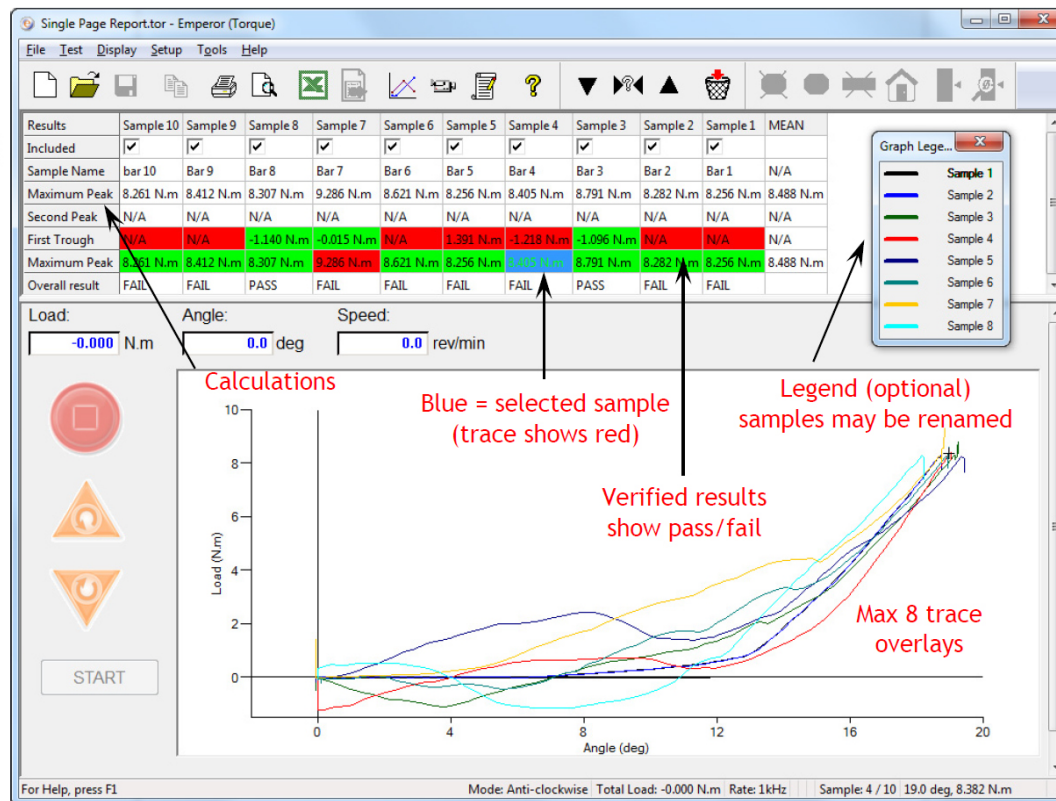 Single Page Report.tor - Emperor (Torque)
File Test Display Setup Tools Help
Results Sample 10 Sample 9 Sample 8 Sample 7 Sample 6 Sample 5 Sample 4 Sample 3 Sample 2 Sample 1 MEAN
Included
Sample Name bar 10 Bar 9 Bar 8 Bar 7 Bar 6 Bar 5 Bar 4 Bar 3 Bar 2 Bar 1 N/A
Maximum Peak 8.261 N.m 8.412 N.m 8.307 N.m 9.286 N.m 8.621 N.m 8.256 N.m 8.405 N.m 8.791 N.m 8.282 N.m 8.256 N.m 8.488 N.m
Second Peak N/A N/A N/A N/A N/A N/A N/A N/A N/A N/A N/A
First Trough N/A N/A -1.140 N.m -0.015 N.m N/A 1.391 N.m -1.218 N.m -1.096 N.m N/A N/A N/A
Maximum Peak 8.261 N.m 8.412 N.m 8.307 N.m 9.286 N.m 8.621 N.m 8.256 N.m 8.405 N.m 8.791 N.m 8.282 N.m 8.256 N.m 8.488 N.m
Overall result FAIL FAIL PASS FAIL FAIL FAIL FAIL PASS FAIL FAIL
Graph Lege...
Sample 1
Sample 2
Sample 3
Sample 4
Sample 5
Sample 6
Sample 7
Sample 8
Load: Angle: Speed:
-0.000 N.m 0.0 deg 0.0 rev/min
Calculations
Blue = selected sample
(trace shows red)
Legend (optional)
samples may be renamed
Verified results
show pass/fail
Max 8 trace
overlays
START
Load (N.m)
10
8
6
4
2
0
0 4 8 12 16 20
Angle (deg)
For Help, press F1 Mode: Anti-clockwise Total Load: -0.000 N.m Rate: 1kHz Sample: 4 / 10 19.0 deg, 8.382 N.m